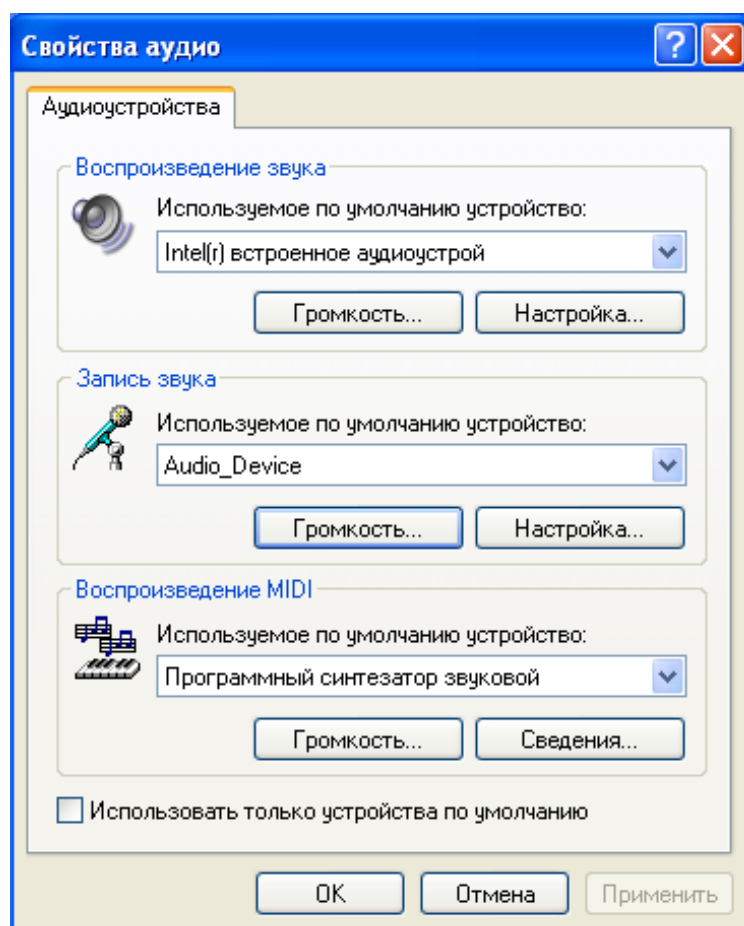 Свойства аудио
Аудиоустройства
Воспроизведение звука
Используемое по умолчанию устройство:
Intel(r) встроенное аудиоустрой
Громкость... Настройка...
Запись звука
Используемое по умолчанию устройство:
Audio_Device
Громкость... Настройка...
Воспроизведение MIDI
Используемое по умолчанию устройство:
Программный синтезатор звуковой
Громкость... Сведения...
Использовать только устройства по умолчанию
ОК Отмена Применить